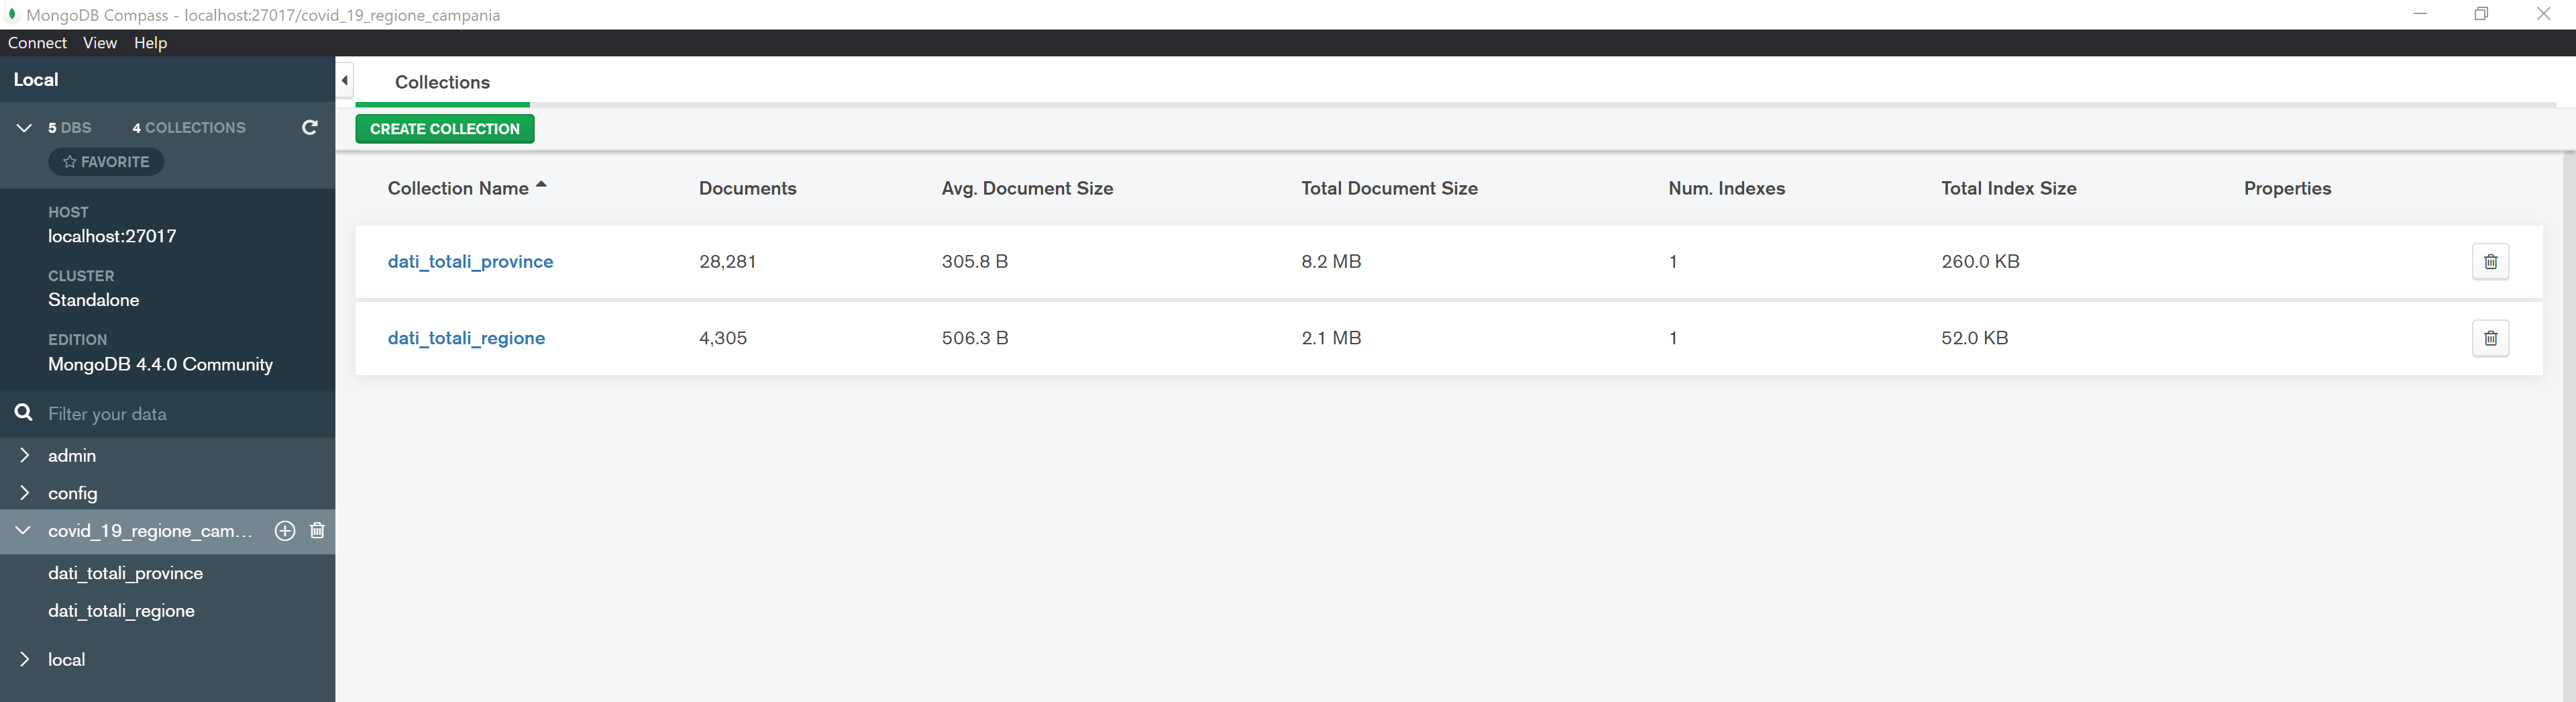 MongoDB Compass - localhost:27017/covid_19_regione_campania
Connect View Help
Local
5 DBS 4 COLLECTIONS
FAVORITE
HOST
localhost:27017
CLUSTER
Standalone
EDITION
MongoDB 4.4.0 Community
Filter your data
admin
config
covid_19_regione_cam...
dati_totali_province
dati_totali_regione
local
Collections
CREATE COLLECTION
Collection Name Documents Avg. Document Size Total Document Size Num. Indexes Total Index Size Properties
dati_totali_province 28,281 305.8 B 8.2 MB 1 260.0 KB
dati_totali_regione 4,305 506.3 B 2.1 MB 1 52.0 KB